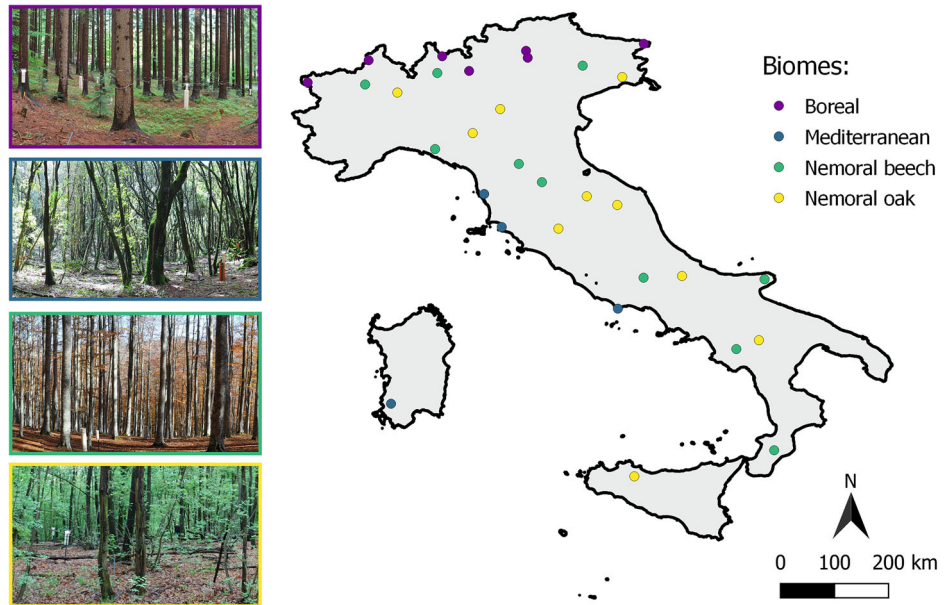 Biomes:
Boreal
Mediterranean
Nemoral beech
Nemoral oak
N
0 100 200 km